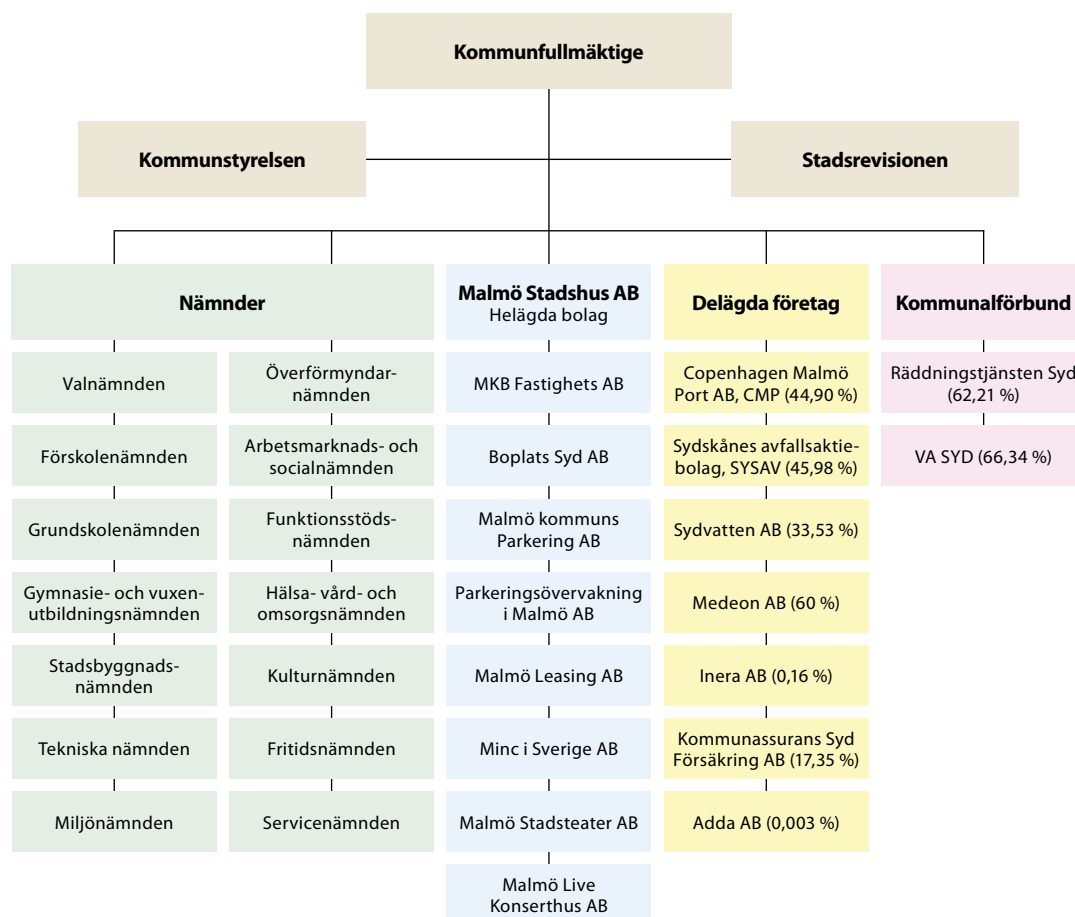 Kommunfullmäktige
Kommunstyrelsen
Stadsrevisionen
Nämnder
Valnämnden
Förskolenämnden
Grundskolenämnden
Gymnasie- och vuxen-
utbildningsnämnden
Stadsbyggnads-
nämnden
Tekniska nämnden
Miljönämnden
Överförmyndar-
nämnden
Arbetsmarknads- och
socialnämnden
Funktionsstöds-
nämnden
Hälsa- vård- och
omsorgsnämnden
Kulturnämnden
Fritidsnämnden
Servicenämnden
Malmö Stadshus AB
Helägda bolag
MKB Fastighets AB
Boplats Syd AB
Malmö kommuns
Parkering AB
Parkeringsövervakning
i Malmö AB
Malmö Leasing AB
Minc i Sverige AB
Malmö Stadsteater AB
Malmö Live
Konserthus AB
Delägda företag
Copenhagen Malmö
Port AB, CMP (44,90 %)
Sydskånes avfallsaktie-
bolag, SYSAV (45,98 %)
Sydvatten AB (33,53 %)
Medeon AB (60 %)
Inera AB (0,16 %)
Kommunassurans Syd
Försäkring AB (17,35 %)
Adda AB (0,003 %)
Kommunalförbund
Räddningstjänsten Syd
(62,21 %)
VA SYD (66,34 %)